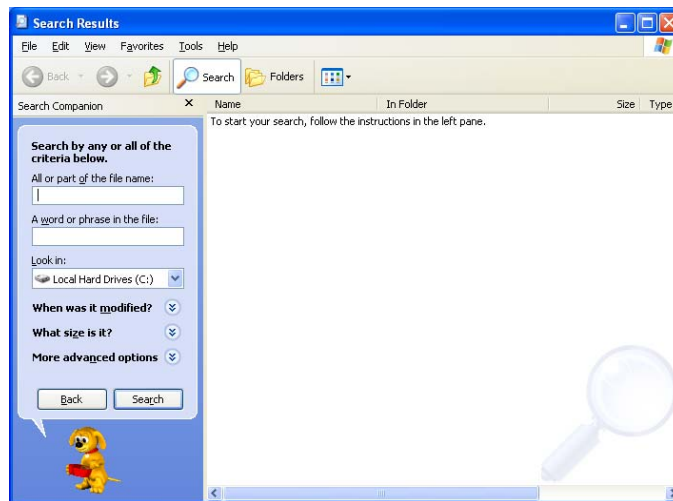 Search Results
File Edit View Favorites Tools Help
Back Search Folders
Search Companion
Name In Folder Size Type
To start your search, follow the instructions in the left pane.
Search by any or all of the
criteria below.
All or part of the file name:
A word or phrase in the file:
Look in:
Local Hard Drives (C:)
When was it modified?
What size is it?
More advanced options
Back Search